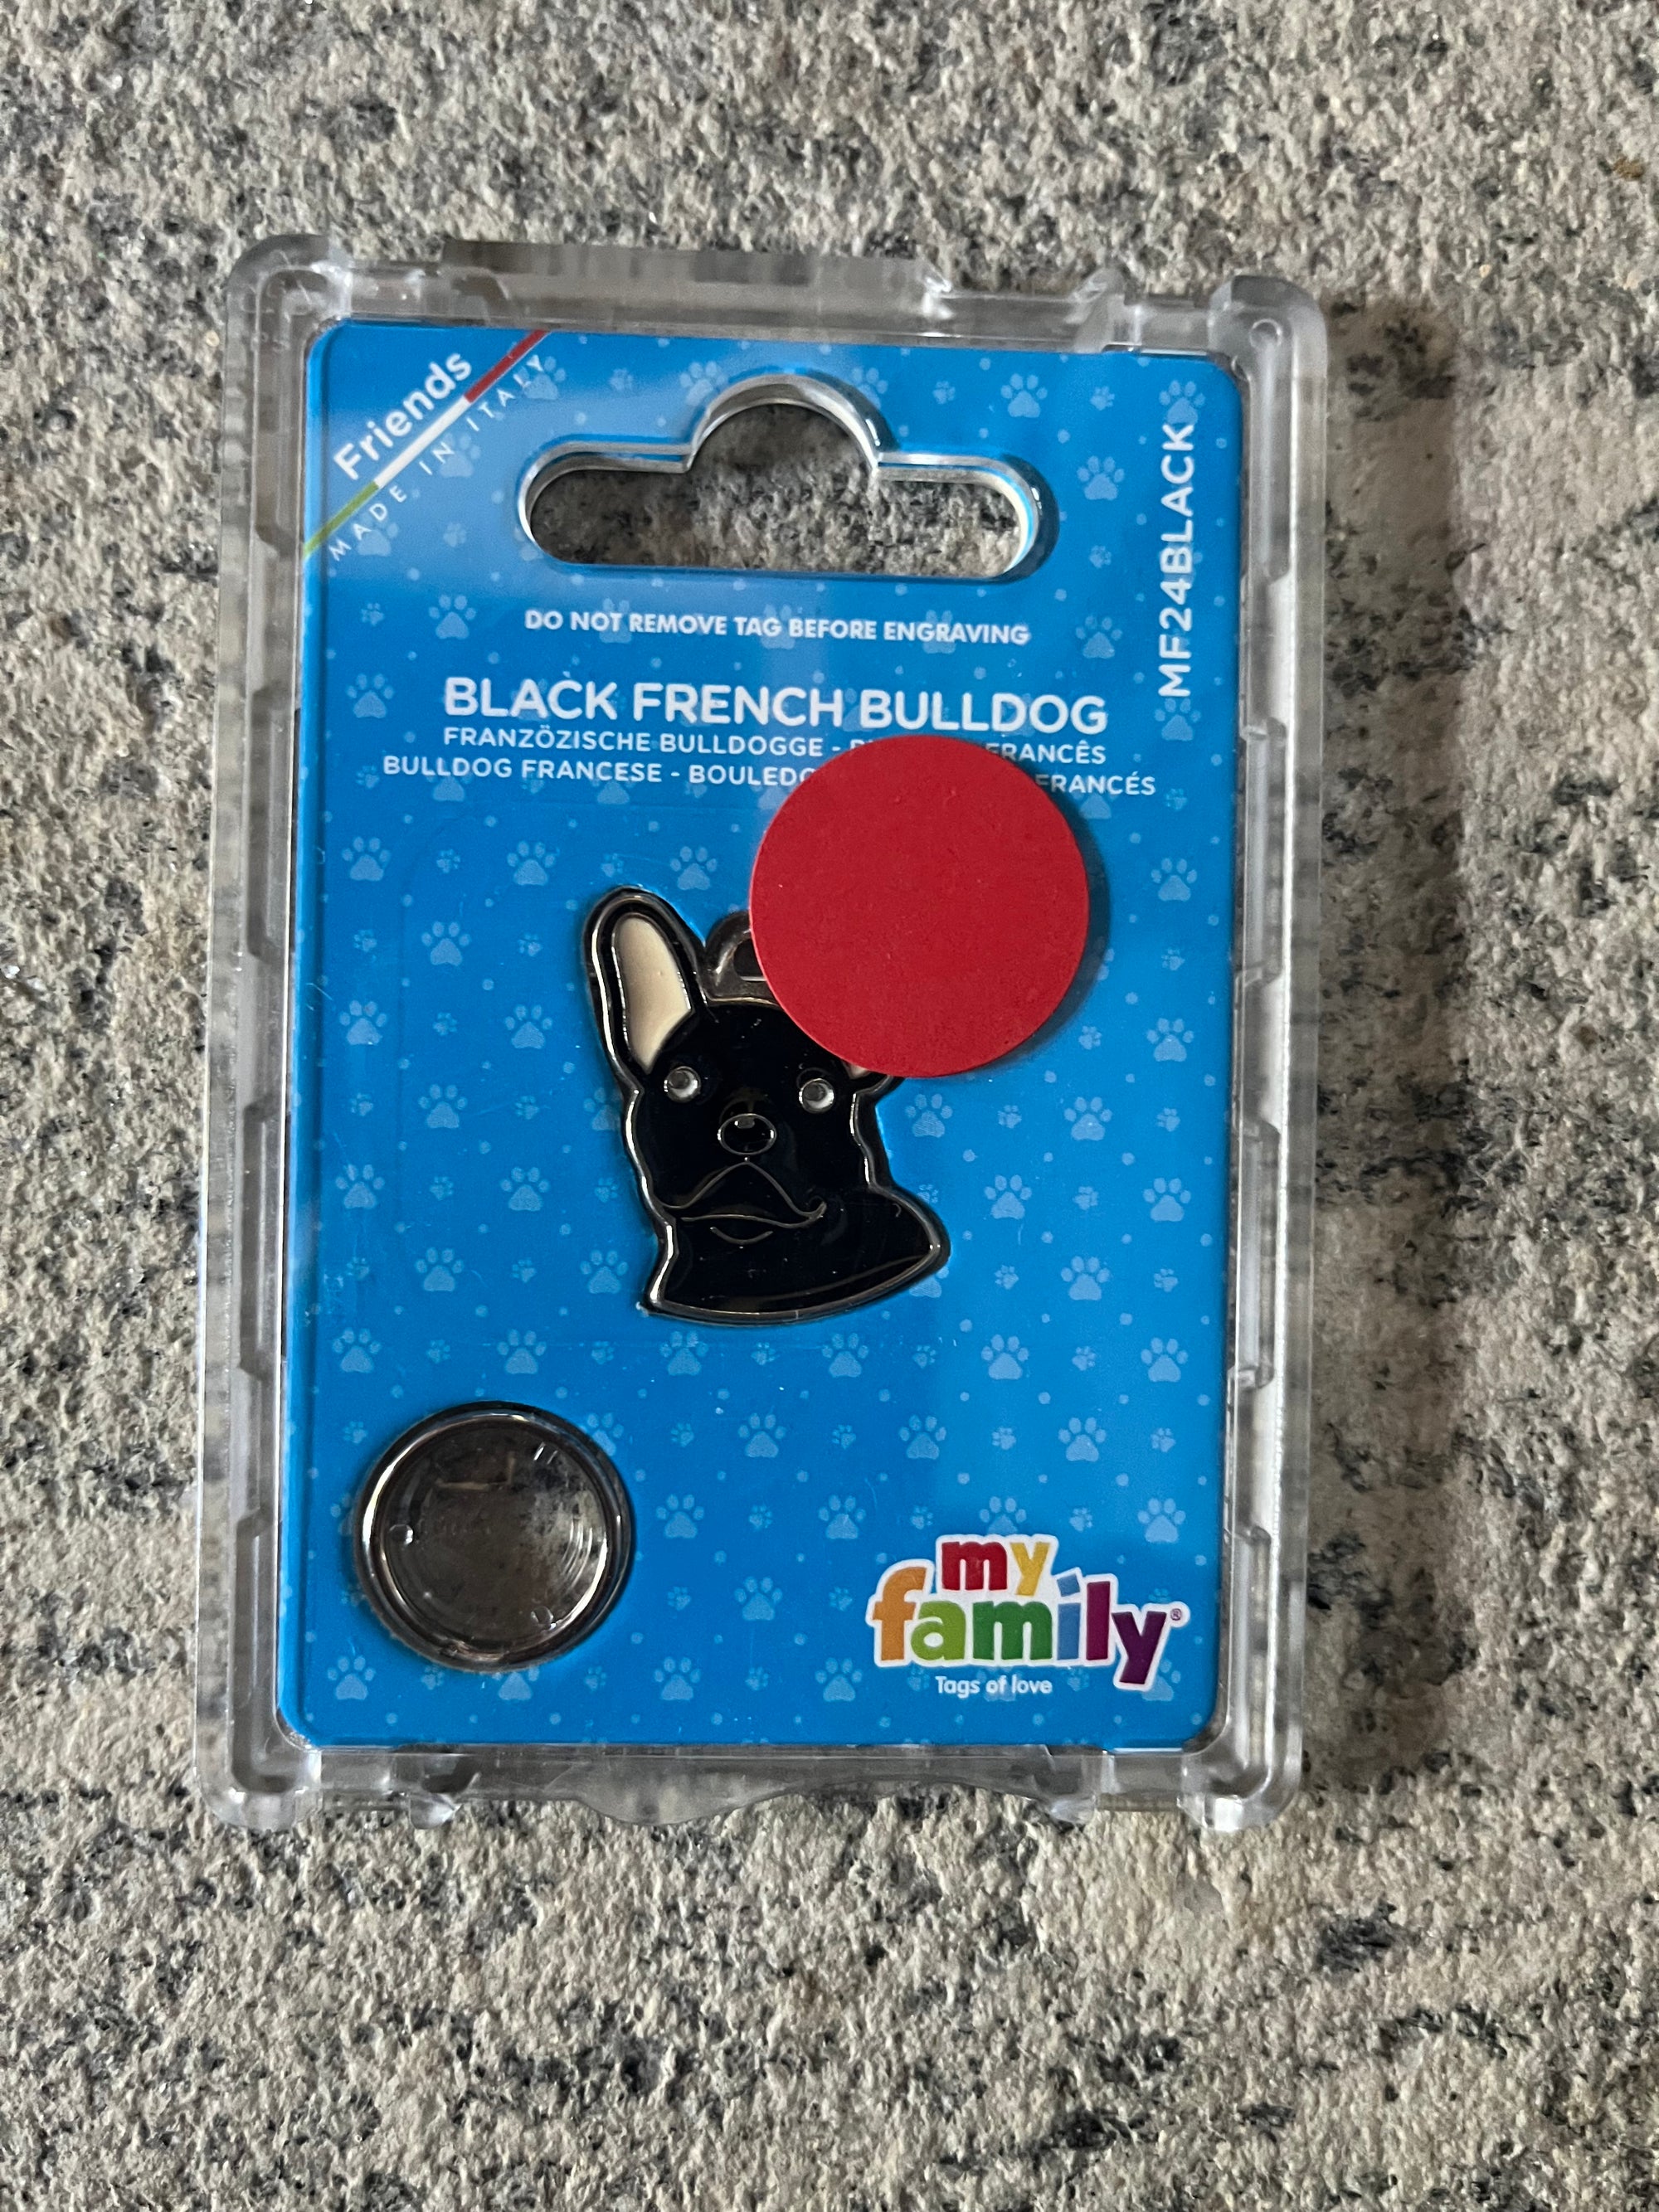 Friends
MADE IN ITALY
MF24BLACK
DO NOT REMOVE TAG BEFORE ENGRAVING
BLACK FRENCH BULLDOG
FRANZÖZISCHE BULLDOGGE - FRANCÊS
BULLDOG FRANCESE - FRANCÉS
my
family®
Tags of love